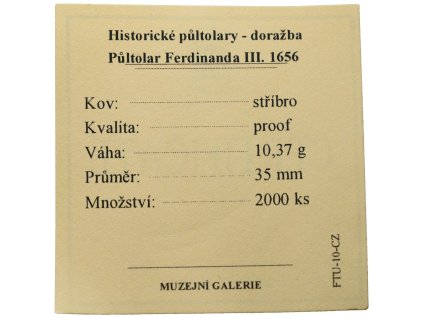 Historické půltolary - doražba
Půltolar Ferdinanda III. 1656
Kov: stříbro
Kvalita: proof
Váha: 10,37 g
Průměr: 35 mm
Množství: 2000 ks
MUZEJNÍ GALERIE
FTU-10-CZ